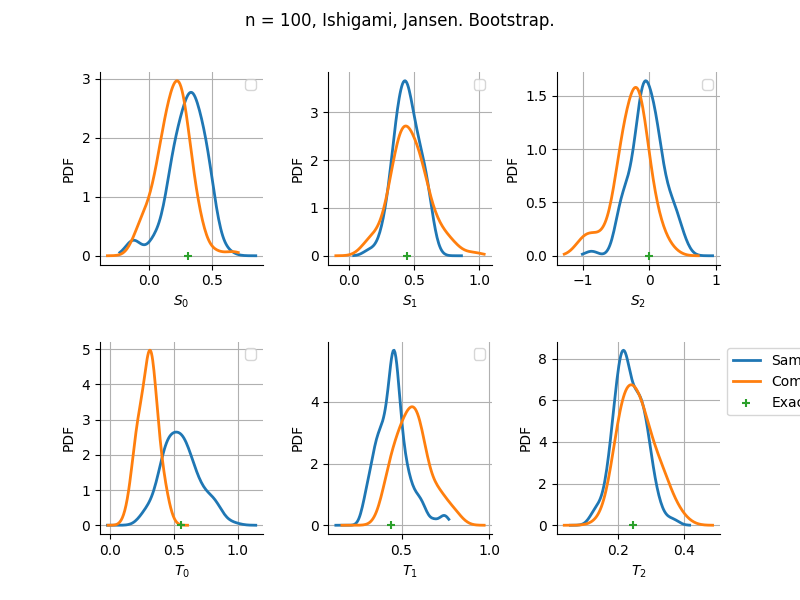 n = 100, Ishigami, Jansen. Bootstrap.
PDF
3
2
1
0
0.0 0.5
S₀
PDF
3
2
1
0
0.0 0.5 1.0
S₁
PDF
1.5
1.0
0.5
0.0
−1 0 1
S₂
PDF
5
4
3
2
1
0
0.0 0.5 1.0
T₀
PDF
4
2
0
0.5 1.0
T₁
PDF
8
6
4
2
0
0.2 0.4
T₂
Sam
Com
Exac